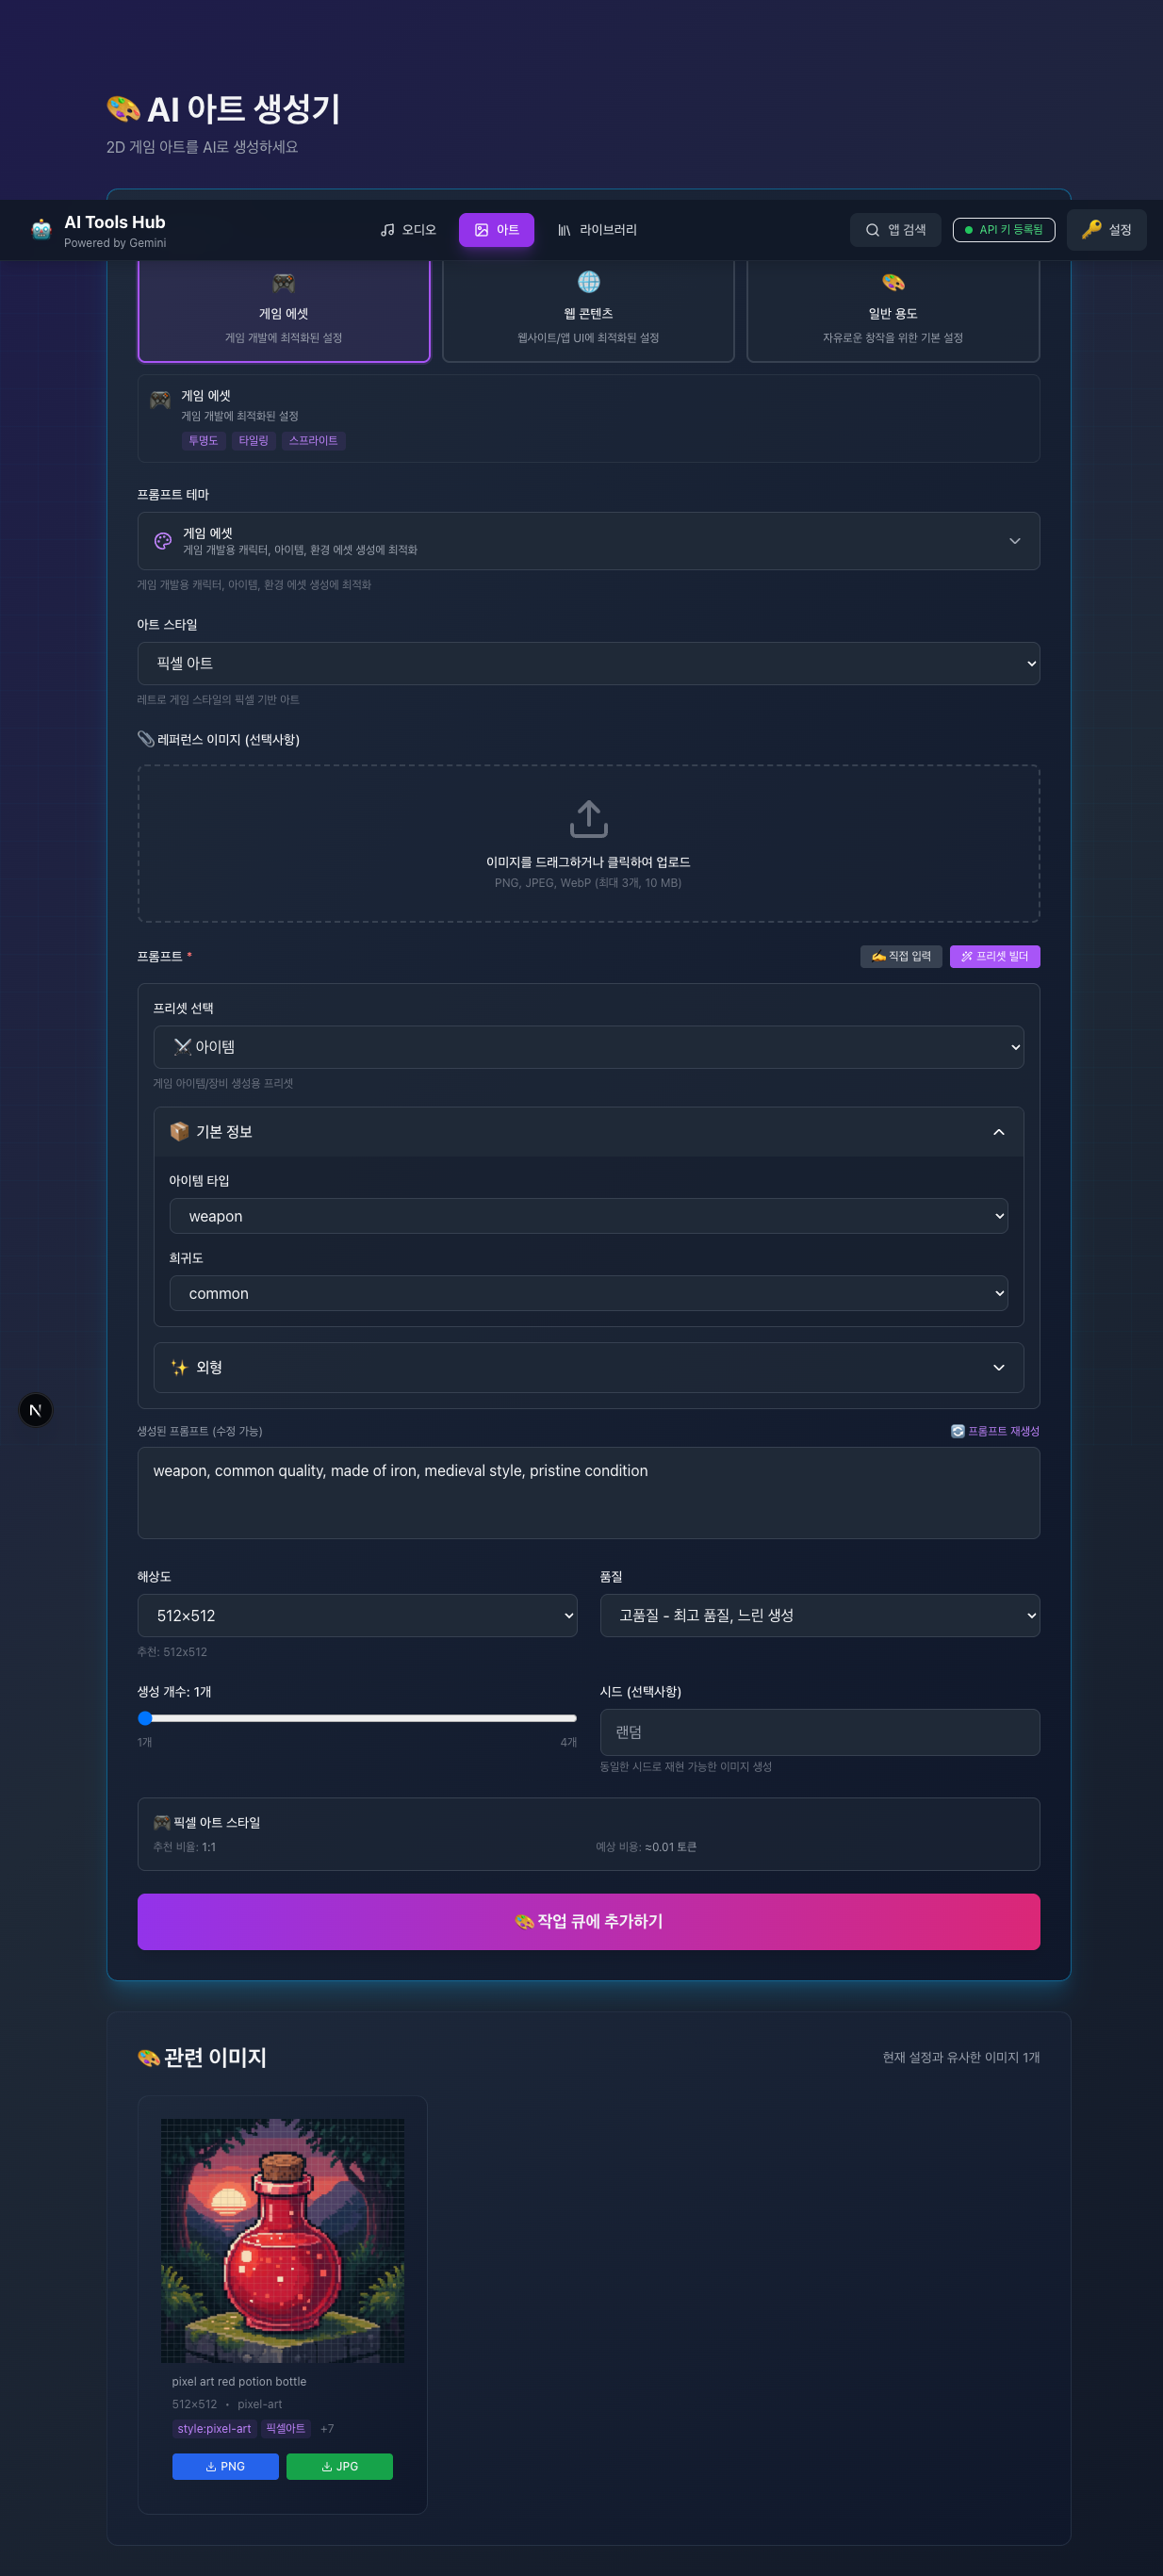 🎨 AI 아트 생성기
2D 게임 아트를 AI로 생성하세요
AI Tools Hub
Powered by Gemini
오디오
아트
라이브러리
앱 검색
API 키 등록됨
설정
게임 에셋
게임 개발에 최적화된 설정
웹 콘텐츠
웹사이트/앱 UI에 최적화된 설정
일반 용도
자유로운 창작을 위한 기본 설정
게임 에셋
게임 개발에 최적화된 설정
투명도 타일링 스프라이트
프롬프트 테마
게임 에셋
게임 개발용 캐릭터, 아이템, 환경 에셋 생성에 최적화
게임 개발용 캐릭터, 아이템, 환경 에셋 생성에 최적화
아트 스타일
픽셀 아트
레트로 게임 스타일의 픽셀 기반 아트
📎 레퍼런스 이미지 (선택사항)
이미지를 드래그하거나 클릭하여 업로드
PNG, JPEG, WebP (최대 3개, 10 MB)
프롬프트 *
✍️ 직접 입력
프리셋 빌더
프리셋 선택
⚔️ 아이템
게임 아이템/장비 생성용 프리셋
📦 기본 정보
아이템 타입
weapon
희귀도
common
✨ 외형
생성된 프롬프트 (수정 가능)
🔄 프롬프트 재생성
weapon, common quality, made of iron, medieval style, pristine condition
해상도
512×512
추천: 512x512
품질
고품질 - 최고 품질, 느린 생성
생성 개수: 1개
1개
4개
시드 (선택사항)
랜덤
동일한 시드로 재현 가능한 이미지 생성
🎮 픽셀 아트 스타일
추천 비율: 1:1
예상 비용: ≈0.01 토큰
🎨 작업 큐에 추가하기
🎨 관련 이미지
현재 설정과 유사한 이미지 1개
pixel art red potion bottle
512×512 • pixel-art
style:pixel-art 픽셀아트 +7
PNG
JPG
N